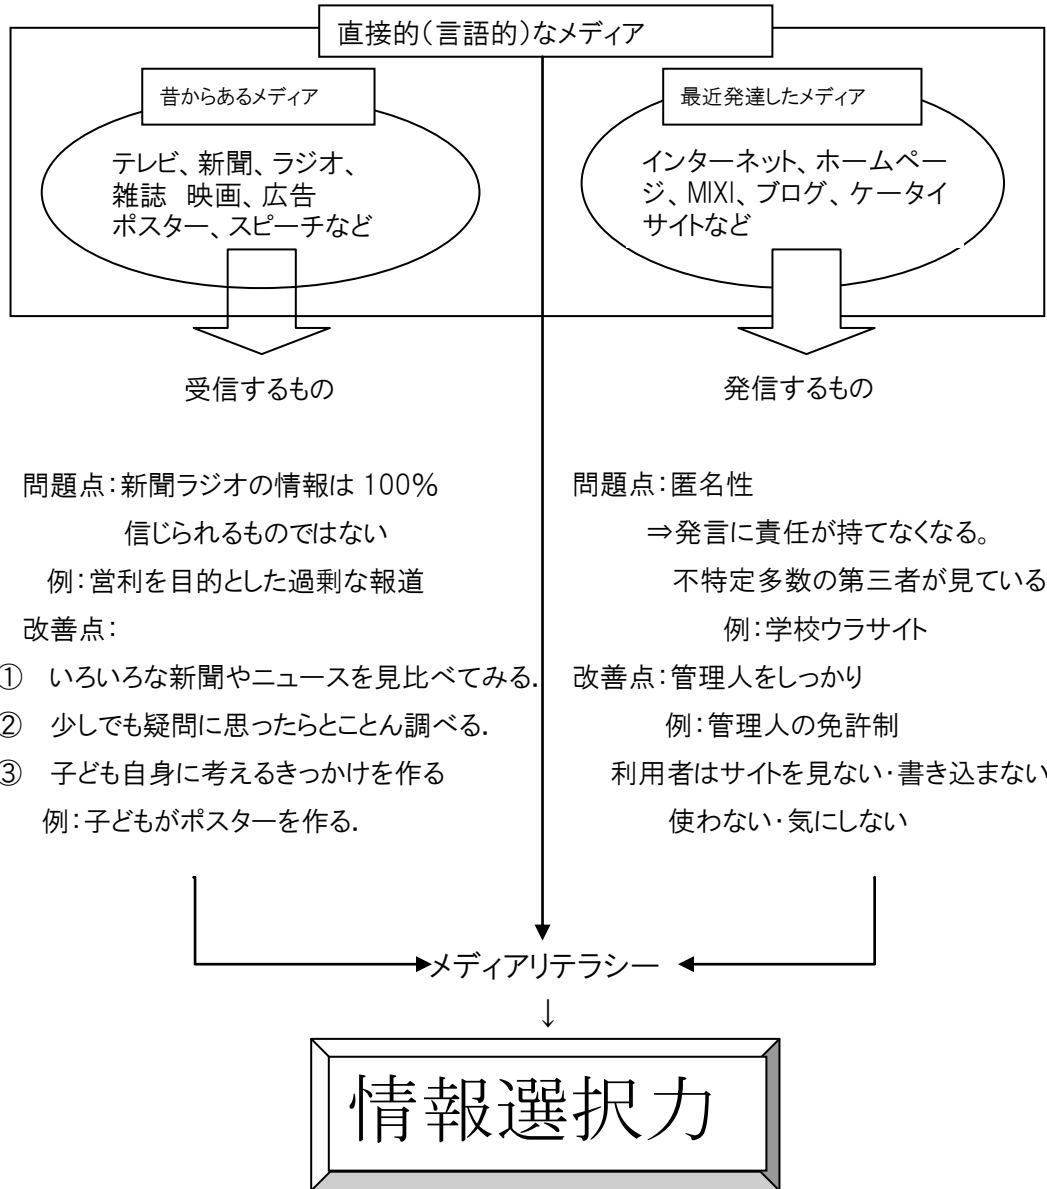 直接的(言語的)なメディア
昔からあるメディア
テレビ、新聞、ラジオ、
雑誌 映画、広告
ポスター、スピーチなど
最近発達したメディア
インターネット、ホームペー
ジ、MIXI、ブログ、ケータイ
サイトなど
受信するもの
問題点:新聞ラジオの情報は 100%
信じられるものではない
例:営利を目的とした過剰な報道
改善点:
① いろいろな新聞やニュースを見比べてみる.
② 少しでも疑問に思ったらとことん調べる.
③ 子ども自身に考えるきっかけを作る
例:子どもがポスターを作る.
発信するもの
問題点:匿名性
⇒発言に責任が持てなくなる。
不特定多数の第三者が見ている
例:学校ウラサイト
改善点:管理人をしっかり
例:管理人の免許制
利用者はサイトを見ない・書き込まない
使わない・気にしない
メディアリテラシー
↓
情報選択力